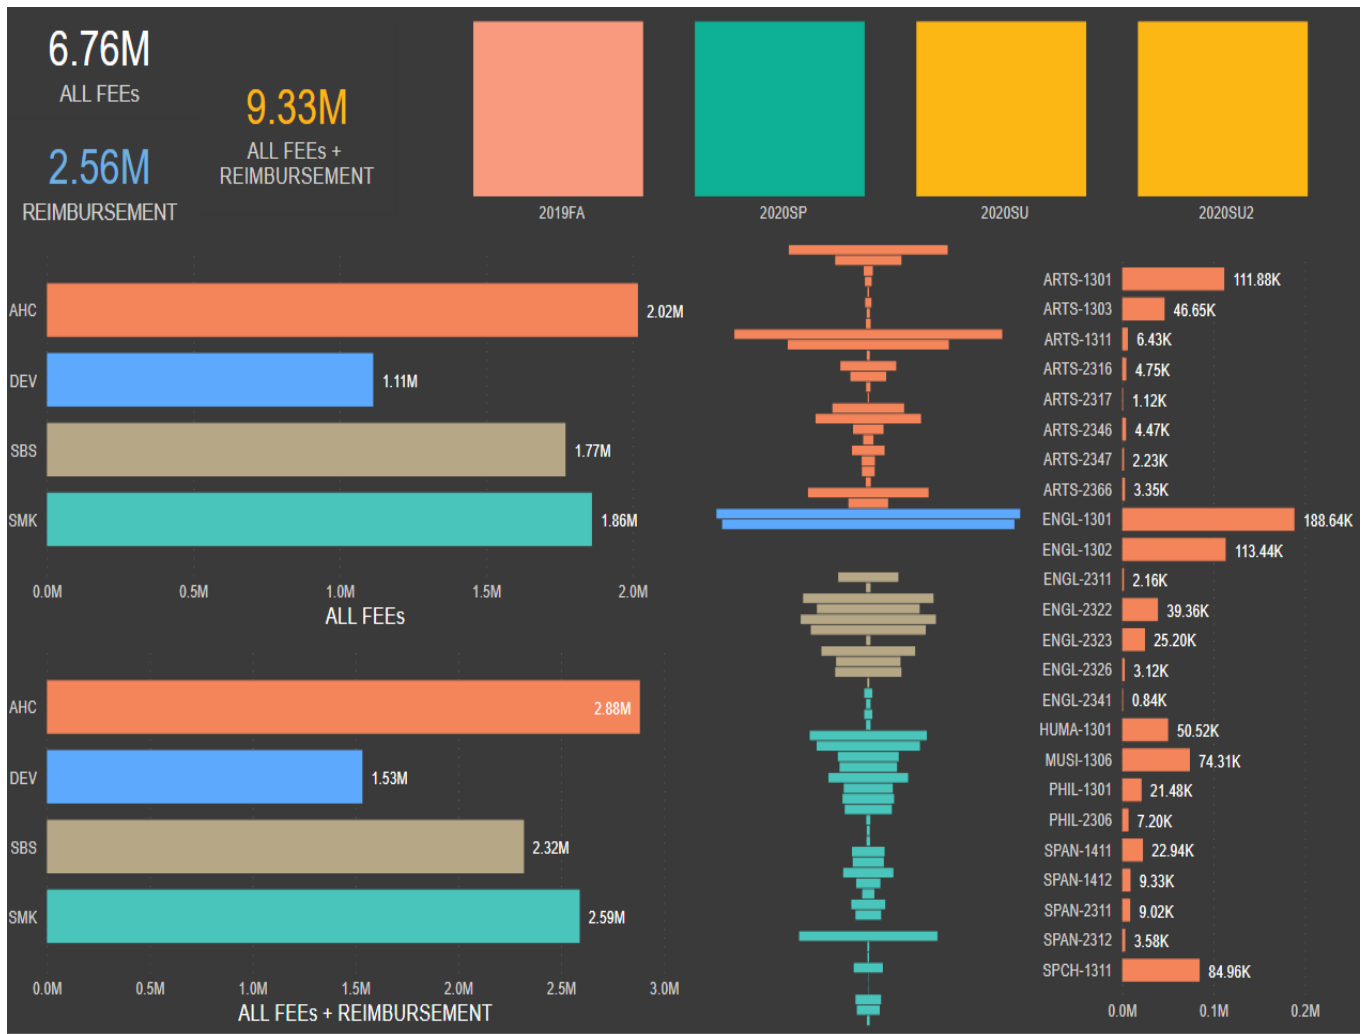 6.76M
ALL FEEs
9.33M
ALL FEEs +
REIMBURSEMENT
2.56M
REIMBURSEMENT
2019FA
2020SP
2020SU
2020SU2
AHC
2.02M
DEV
1.11M
SBS
1.77M
SMK
1.86M
0.0M 0.5M 1.0M 1.5M 2.0M
ALL FEEs
AHC
2.88M
DEV
1.53M
SBS
2.32M
SMK
2.59M
0.0M 0.5M 1.0M 1.5M 2.0M 2.5M 3.0M
ALL FEEs + REIMBURSEMENT
ARTS-1301 111.88K
ARTS-1303 46.65K
ARTS-1311 6.43K
ARTS-2316 4.75K
ARTS-2317 1.12K
ARTS-2346 4.47K
ARTS-2347 2.23K
ARTS-2366 3.35K
ENGL-1301 188.64K
ENGL-1302 113.44K
ENGL-2311 2.16K
ENGL-2322 39.36K
ENGL-2323 25.20K
ENGL-2326 3.12K
ENGL-2341 0.84K
HUMA-1301 50.52K
MUSI-1306 74.31K
PHIL-1301 21.48K
PHIL-2306 7.20K
SPAN-1411 22.94K
SPAN-1412 9.33K
SPAN-2311 9.02K
SPAN-2312 3.58K
SPCH-1311 84.96K
0.0M 0.1M 0.2M